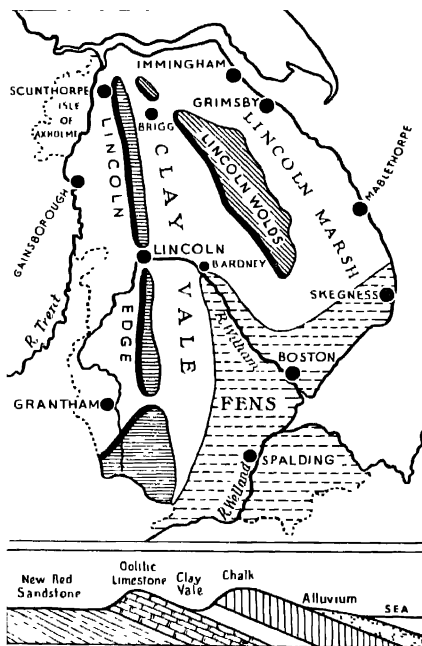 IMMINGHAM
SCUNTHORPE
ISLE
OF
AXHOLME
GRIMSBY
BRIGG
LINCOLN
CLAY
LINCOLN WOLDS
LINCOLN MARSH
MABLETHORPE
GAINSBOROUGH
LINCOLN
BARDNEY
SKEGNESS
R. Trent
EDGE
VALE
R. Witham
BOSTON
GRANTHAM
FENS
SPALDING
R. Welland
New Red
Sandstone
Oolitic
Limestone
Clay
Vale
Chalk
Alluvium
SEA